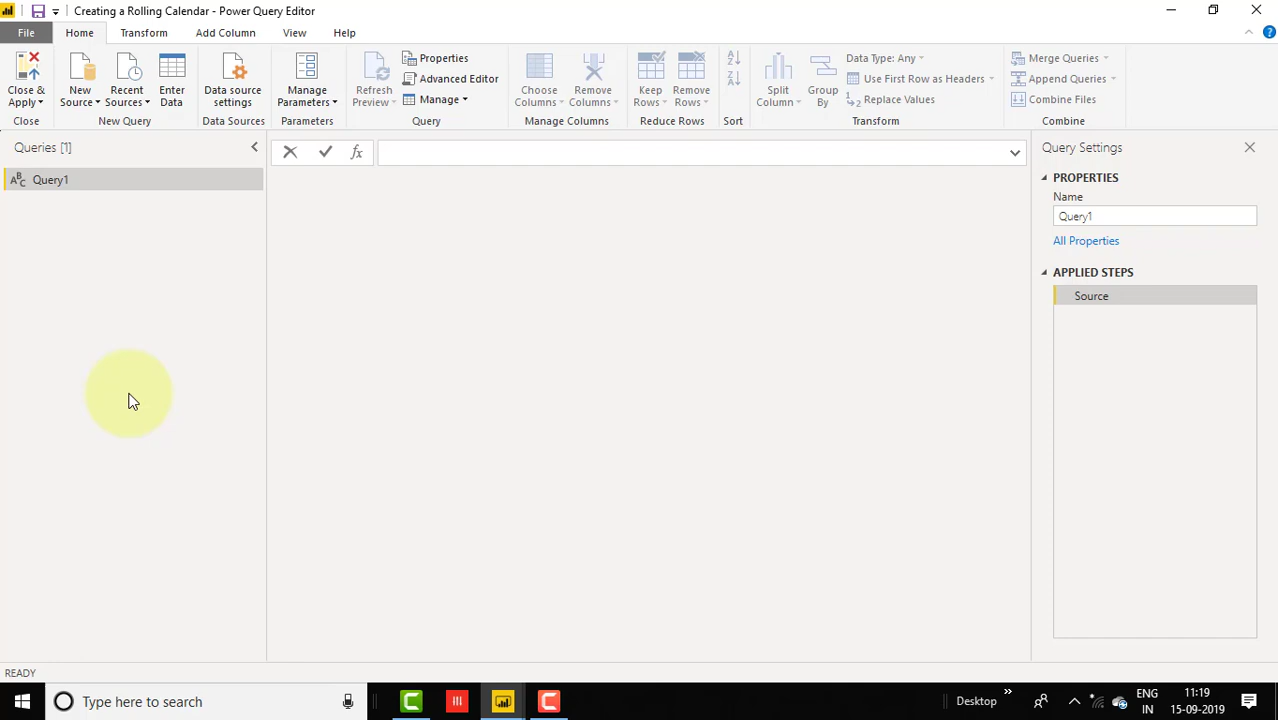 Creating a Rolling Calendar - Power Query Editor
File Home Transform Add Column View Help
Close & Apply
New Source
Recent Sources
Enter Data
Data source settings
Manage Parameters
Refresh Preview
Properties
Advanced Editor
Manage
Choose Columns
Remove Columns
Keep Rows
Remove Rows
Split Column
Group By
Data Type: Any
Use First Row as Headers
Replace Values
Merge Queries
Append Queries
Combine Files
Close New Query Data Sources Parameters Query Manage Columns Reduce Rows Sort Transform Combine
Queries [1]
fx
Query Settings
ABC Query1
PROPERTIES
Name
Query1
All Properties
APPLIED STEPS
Source
READY
Type here to search
Desktop
ENG
IN
11:19
15-09-2019